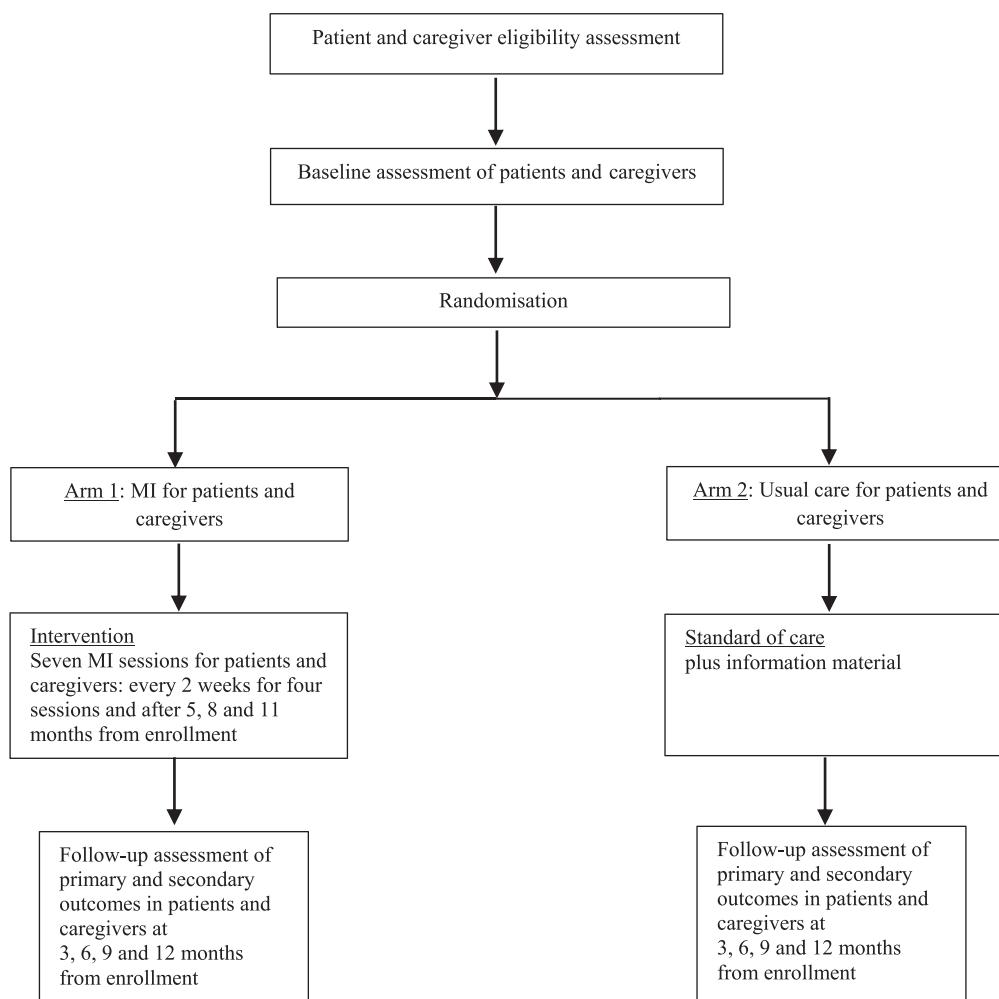 Patient and caregiver eligibility assessment
Baseline assessment of patients and caregivers
Randomisation
Arm 1: MI for patients and
caregivers
Arm 2: Usual care for patients and
caregivers
Intervention
Seven MI sessions for patients and
caregivers: every 2 weeks for four
sessions and after 5, 8 and 11
months from enrollment
Standard of care
plus information material
Follow-up assessment of
primary and secondary
outcomes in patients and
caregivers at
3, 6, 9 and 12 months
from enrollment
Follow-up assessment of
primary and secondary
outcomes in patients and
caregivers at
3, 6, 9 and 12 months
from enrollment